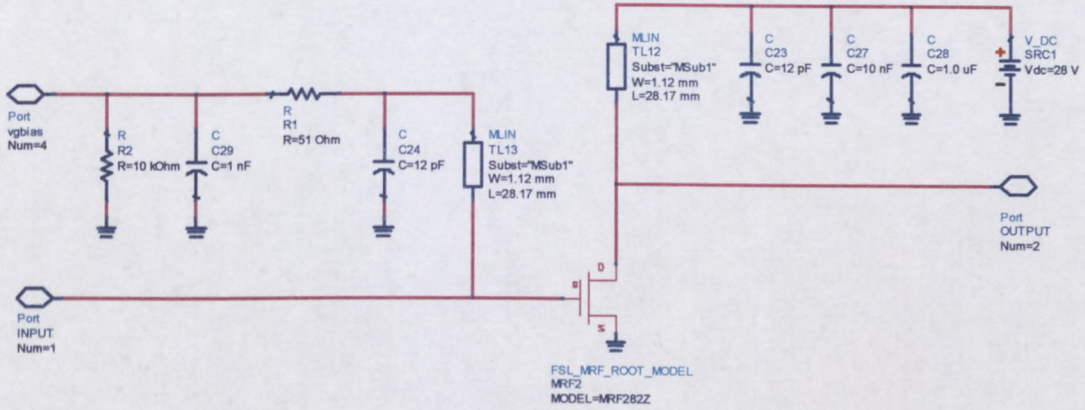 Port
vgbias
Num=4
R
R2
R=10 kOhm
C
C29
C=1 nF
R
R1
R=51 Ohm
C
C24
C=12 pF
MLIN
TL13
Subst="MSub1"
W=1.12 mm
L=28.17 mm
Port
INPUT
Num=1
MLIN
TL12
Subst="MSub1"
W=1.12 mm
L=28.17 mm
C
C23
C=12 pF
C
C27
C=10 nF
C
C28
C=1.0 uF
+
-
V_DC
SRC1
Vdc=28 V
Port
OUTPUT
Num=2
FSL_MRF_ROOT_MODEL
MRF2
MODEL=MRF282Z